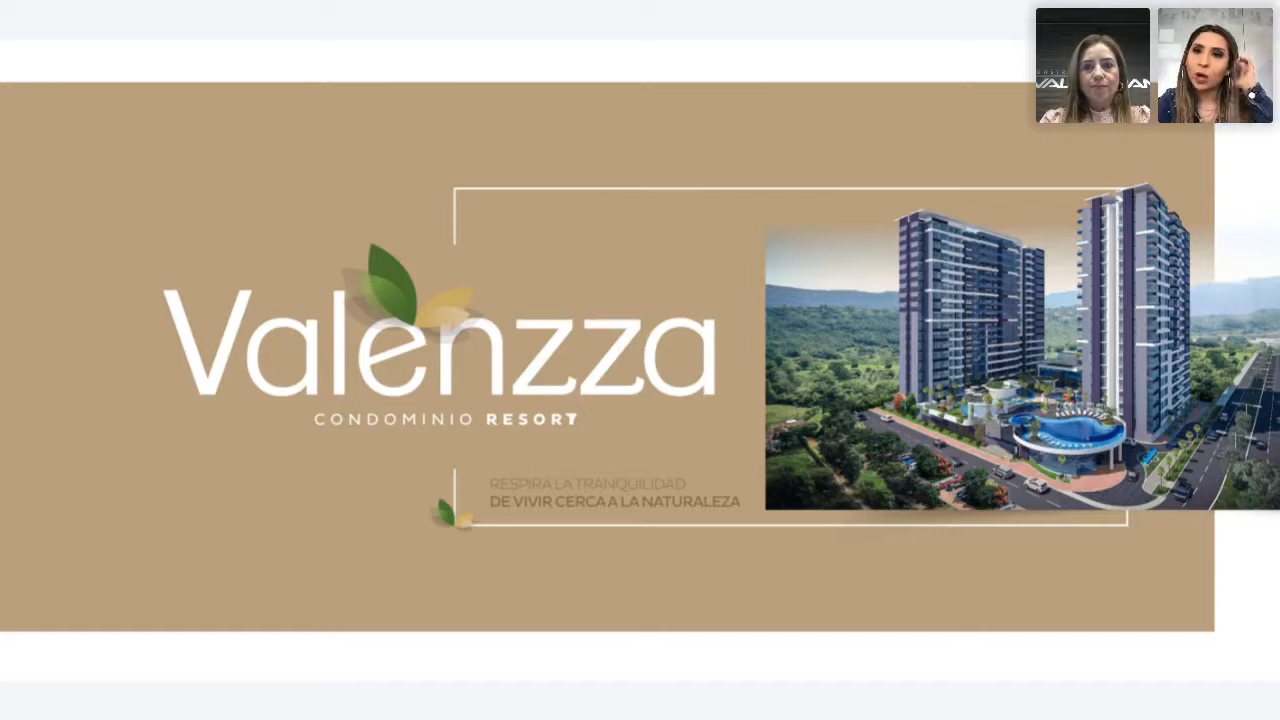 Valenzza
CONDOMINIO RESORT
RESPIRA LA TRANQUILIDAD
DE VIVIR CERCA A LA NATURALEZA